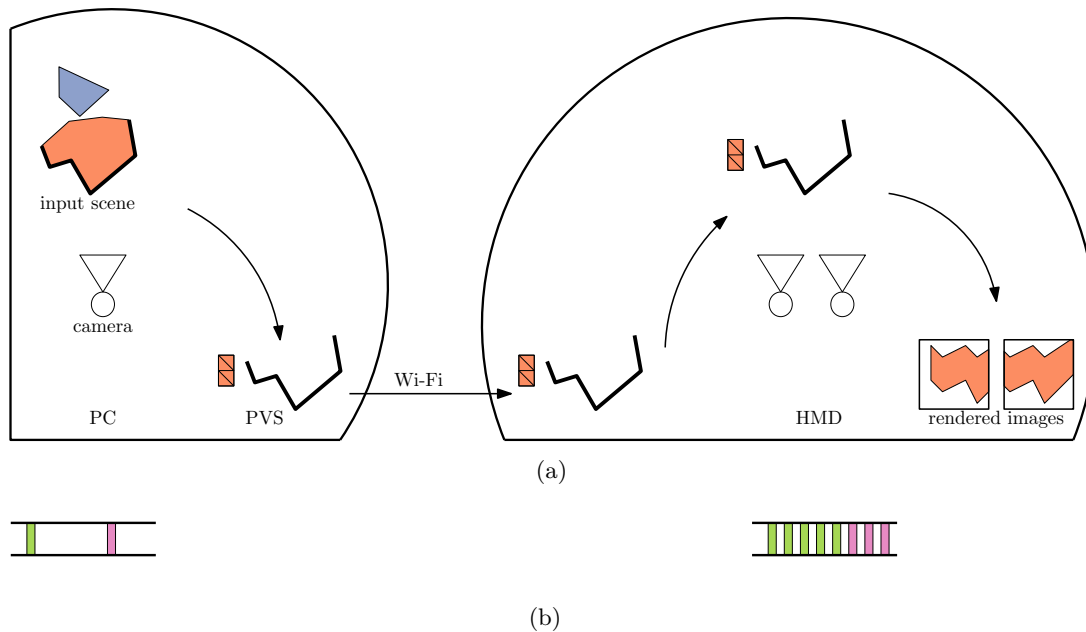 input scene
camera
PC
PVS
Wi-Fi
HMD
rendered images
(a)
(b)